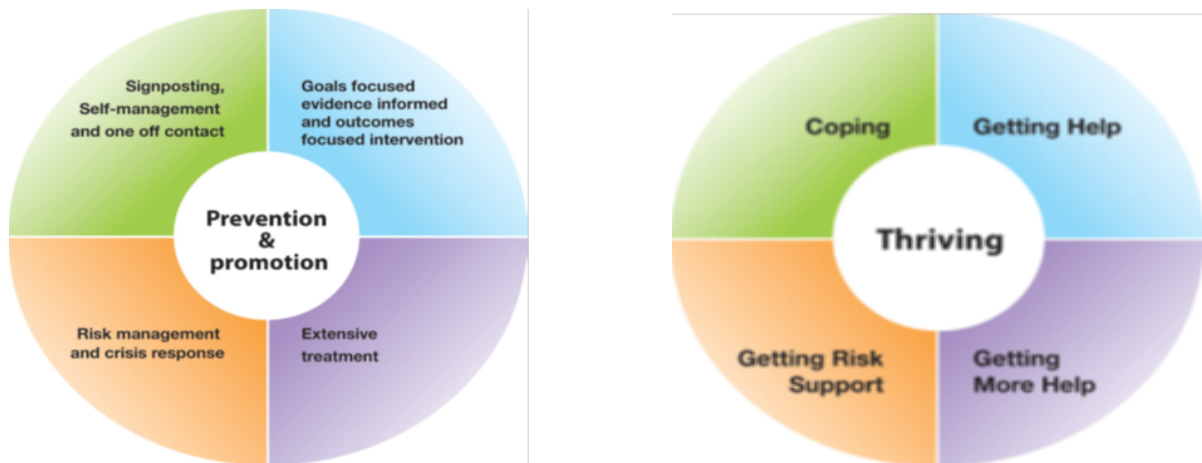 Signposting,
Self-management
and one off contact
Goals focused
evidence informed
and outcomes
focused intervention
Prevention
&
promotion
Risk management
and crisis response
Extensive
treatment
Coping
Getting Help
Thriving
Getting Risk
Support
Getting
More Help